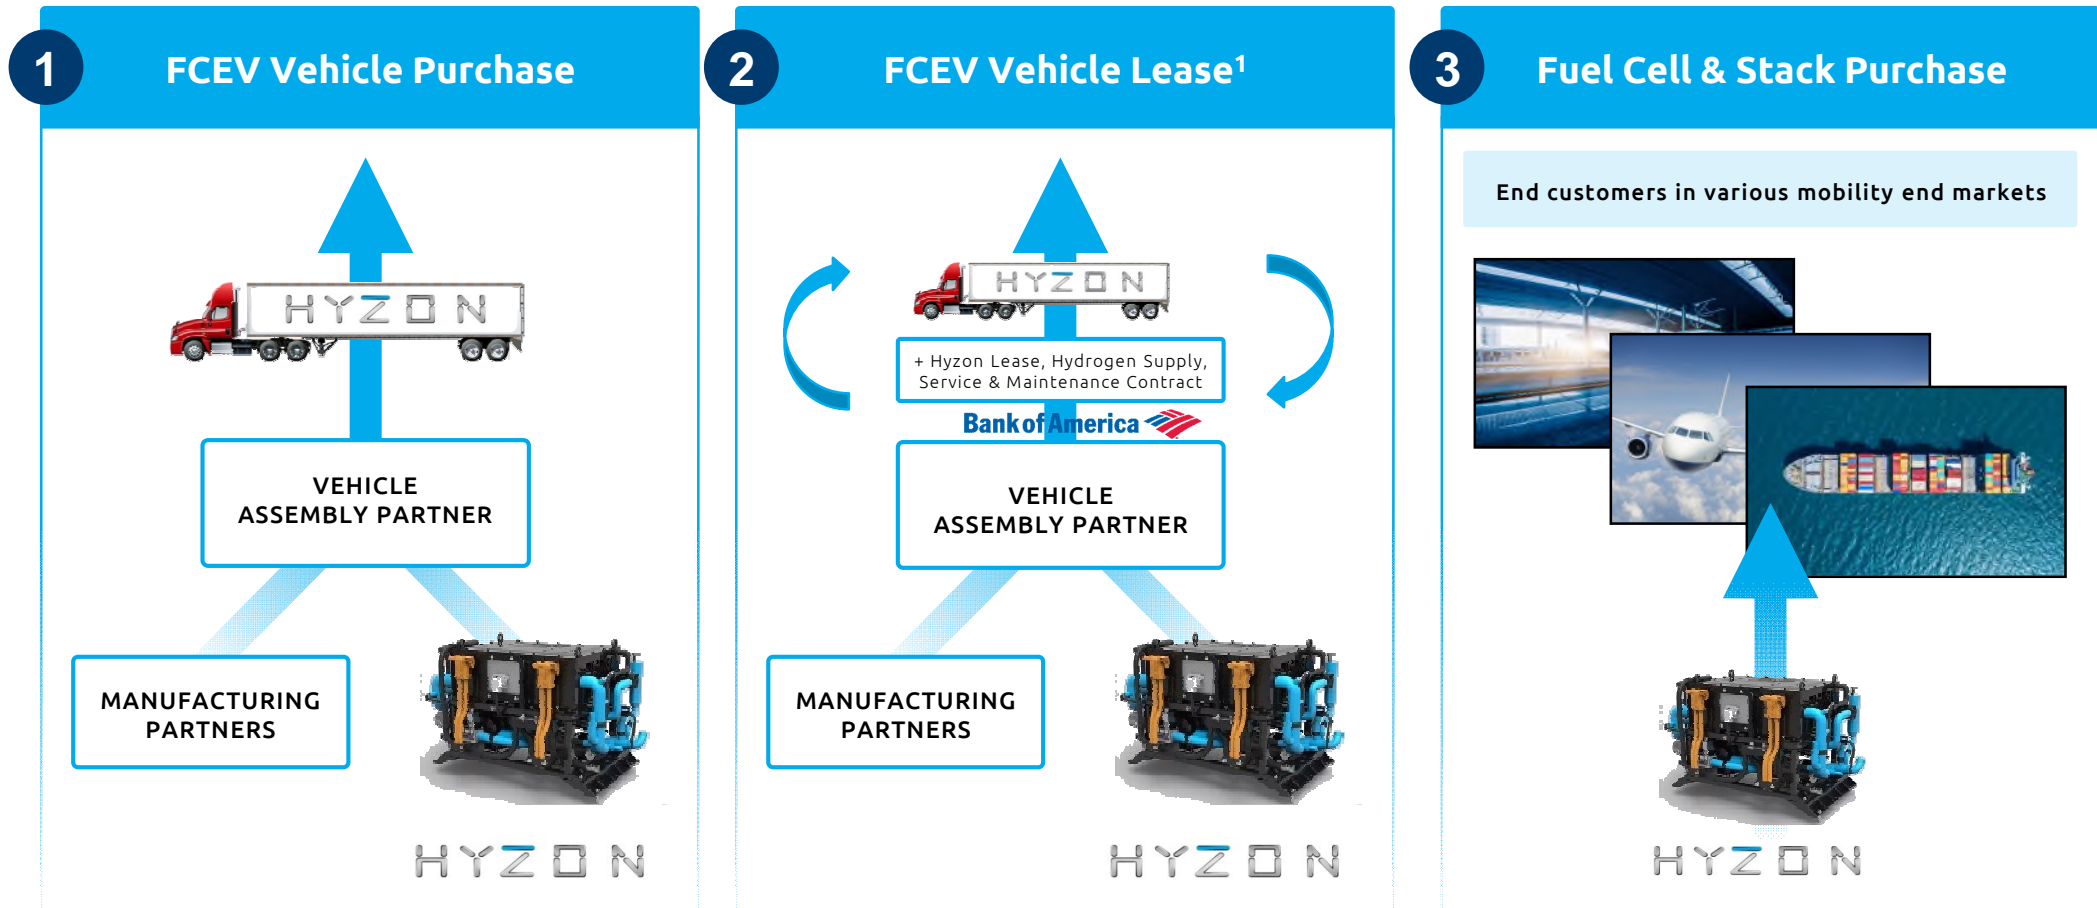 1
FCEV Vehicle Purchase
HYZON
VEHICLE
ASSEMBLY PARTNER
MANUFACTURING
PARTNERS
HYZON
2
FCEV Vehicle Lease¹
HYZON
+ Hyzon Lease, Hydrogen Supply,
Service & Maintenance Contract
Bank of America
VEHICLE
ASSEMBLY PARTNER
MANUFACTURING
PARTNERS
HYZON
3
Fuel Cell & Stack Purchase
End customers in various mobility end markets
HYZON